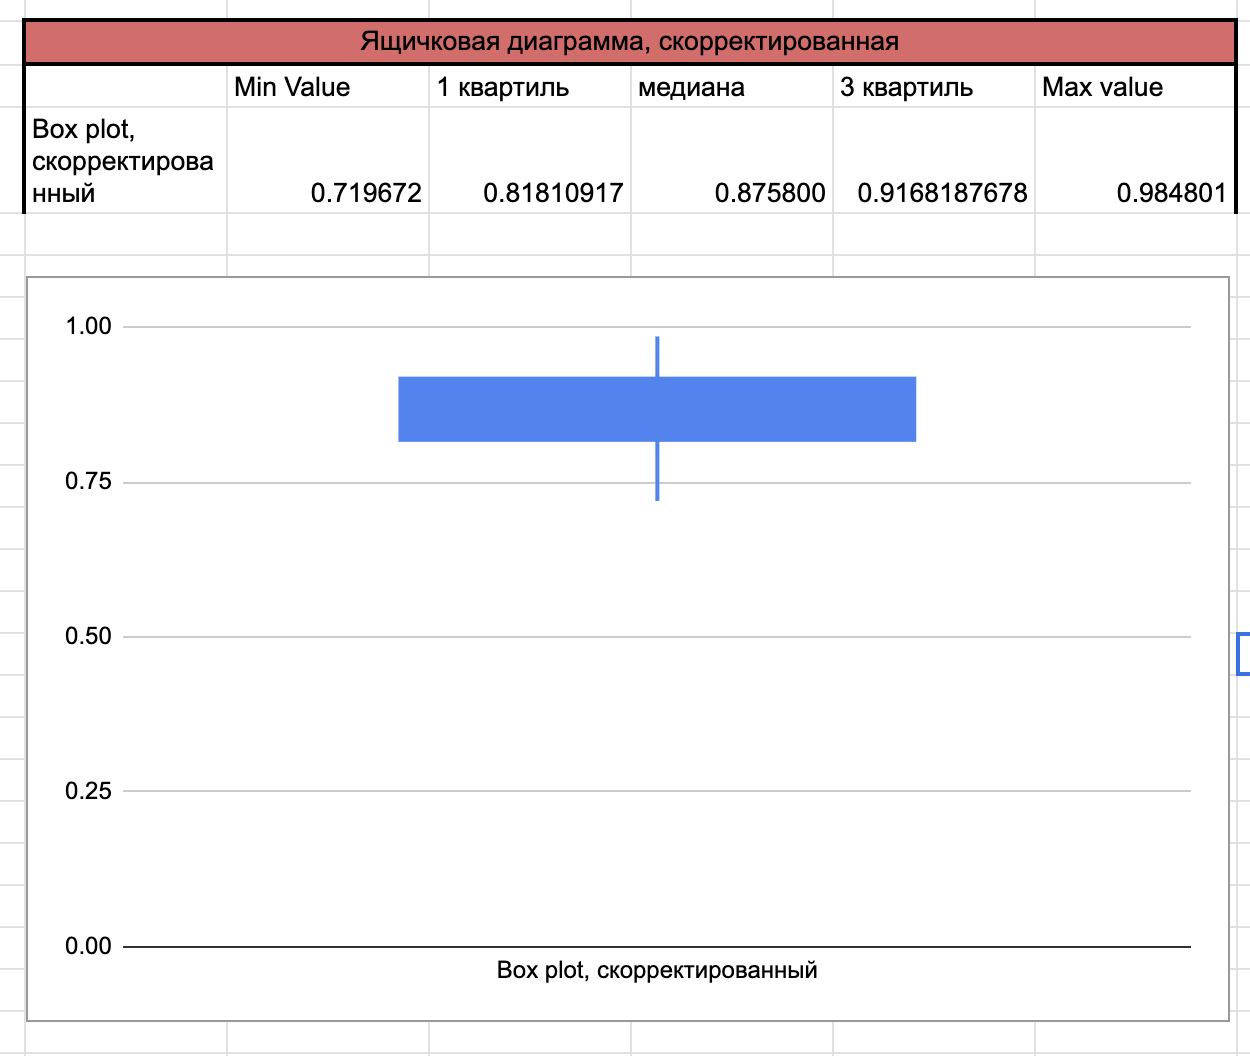 Ящичковая диаграмма, скорректированная
Min Value 1 квартиль медиана 3 квартиль Max value
Box plot,
скорректирова
нный 0.719672 0.81810917 0.875800 0.9168187678 0.984801
1.00
0.75
0.50
0.25
0.00
Box plot, скорректированный